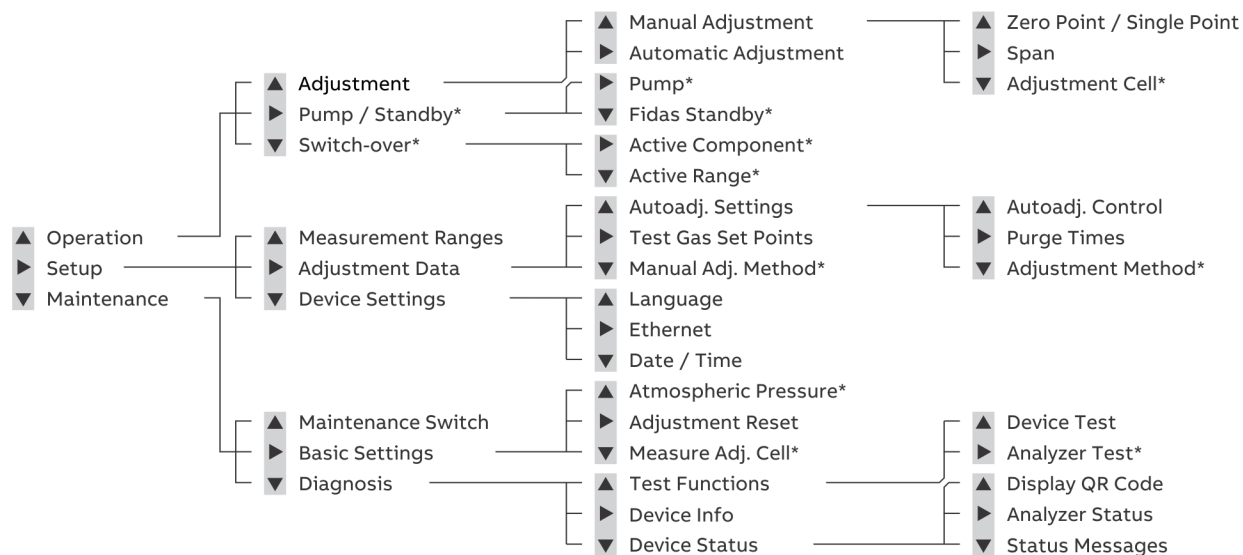 ▲ Manual Adjustment ▲ Zero Point / Single Point
▶ Automatic Adjustment ▶ Span
▲ Adjustment ▶ Pump* ▼ Adjustment Cell*
▶ Pump / Standby* ▼ Fidas Standby*
▼ Switch-over* ▶ Active Component*
▼ Active Range*
▲ Autoadj. Settings ▲ Autoadj. Control
▲ Operation ▲ Measurement Ranges ▶ Test Gas Set Points ▶ Purge Times
▶ Setup ▶ Adjustment Data ▼ Manual Adj. Method* ▼ Adjustment Method*
▼ Maintenance ▼ Device Settings ▲ Language
▶ Ethernet
▼ Date / Time
▲ Atmospheric Pressure*
▲ Maintenance Switch ▶ Adjustment Reset ▲ Device Test
▶ Basic Settings ▼ Measure Adj. Cell* ▶ Analyzer Test*
▼ Diagnosis ▲ Test Functions ▲ Display QR Code
▶ Device Info ▶ Analyzer Status
▼ Device Status ▼ Status Messages